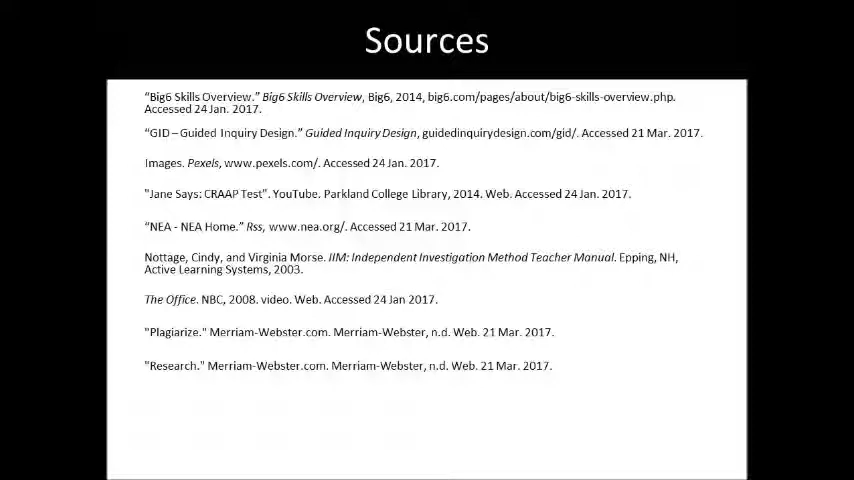 Sources
“Big6 Skills Overview.” Big6 Skills Overview, Big6, 2014, big6.com/pages/about/big6-skills-overview.php.
Accessed 24 Jan. 2017.
“GID – Guided Inquiry Design.” Guided Inquiry Design, guidedinquirydesign.com/gid/. Accessed 21 Mar. 2017.
Images. Pexels, www.pexels.com/. Accessed 24 Jan. 2017.
"Jane Says: CRAAP Test”. YouTube. Parkland College Library, 2014. Web. Accessed 24 Jan. 2017.
“NEA - NEA Home.” Rss, www.nea.org/. Accessed 21 Mar. 2017.
Nottage, Cindy, and Virginia Morse. IIM: Independent Investigation Method Teacher Manual. Epping, NH,
Active Learning Systems, 2003.
The Office. NBC, 2008. video. Web. Accessed 24 Jan 2017.
"Plagiarize." Merriam-Webster.com. Merriam-Webster, n.d. Web. 21 Mar. 2017.
"Research." Merriam-Webster.com. Merriam-Webster, n.d. Web. 21 Mar. 2017.